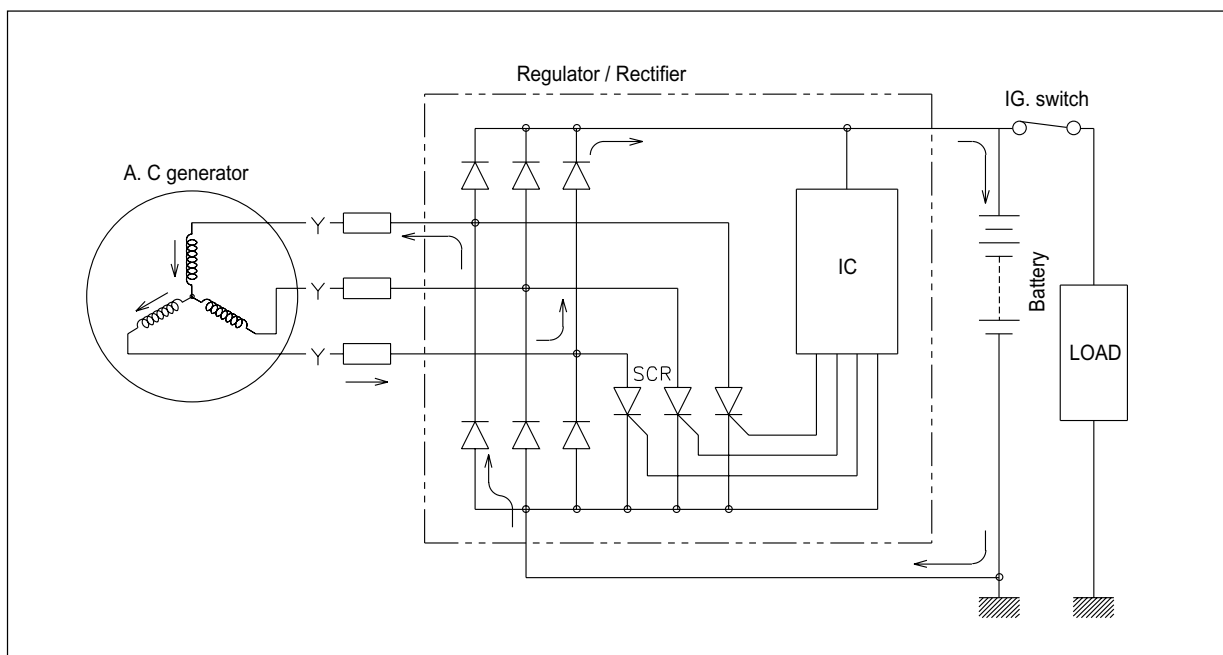 Regulator / Rectifier
IG. switch
A. C generator
Y
Y
Y
IC
SCR
Battery
LOAD